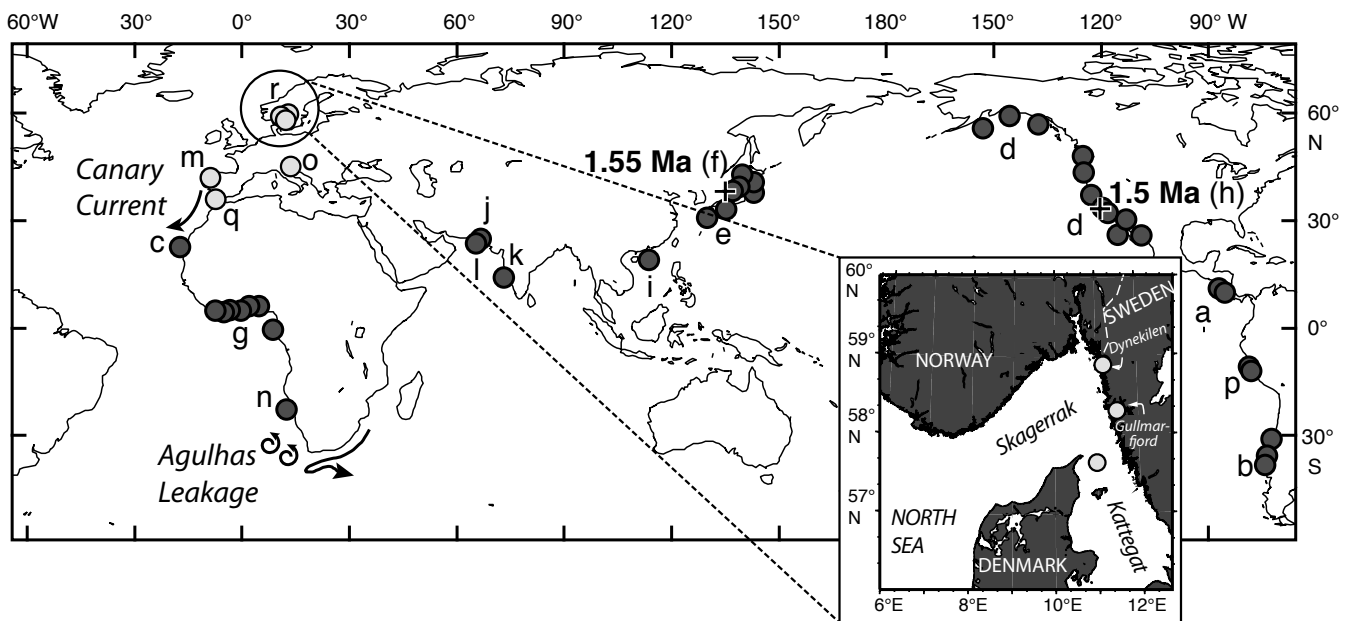 60°W 30° 0° 30° 60° 90° 120° 150° 150° 120° 90° W
r
60°
N
m
o
Canary
Current
q
1.55 Ma (f)
d
1.5 Ma (h)
d
30°
j
e
c
l
k
i
60°
N
SWEDEN
a
g
Dynekilen
0°
59°
N
NORWAY
p
n
58°
N
Skagerrak
Gullmar-
fjord
30°
S
b
Agulhas
Leakage
57°
N
NORTH
SEA
Kattegat
DENMARK
6°E 8°E 10°E 12°E